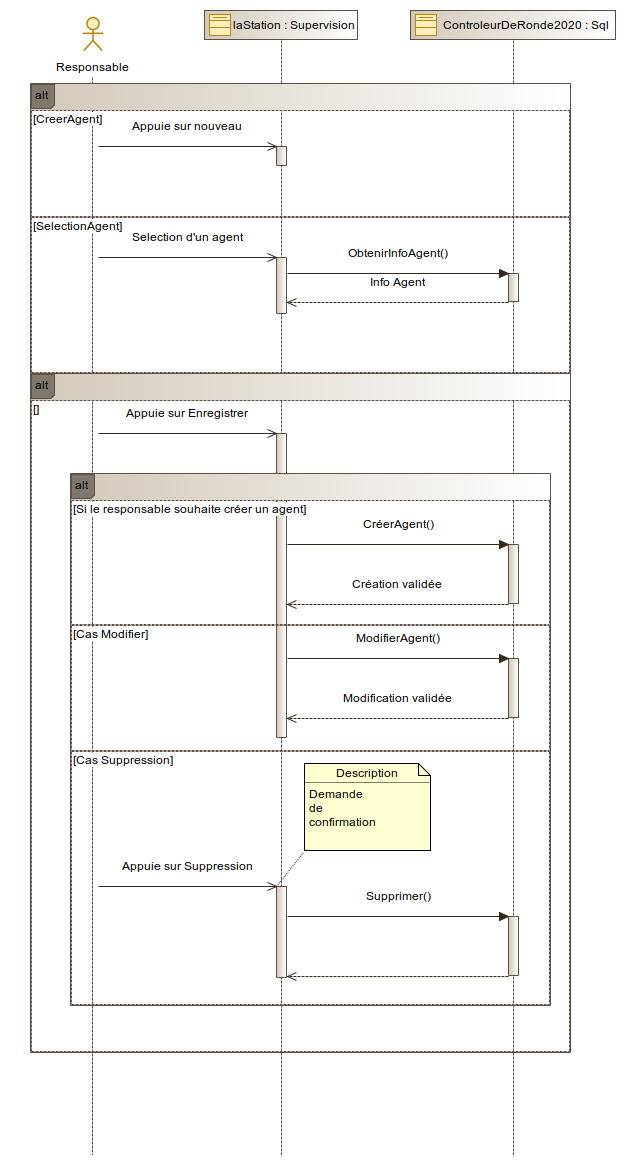 laStation : Supervision
ControleurDeRonde2020 : Sql
Responsable
alt
[CreerAgent]
Appuie sur nouveau
[SelectionAgent]
Selection d'un agent
ObtenirInfoAgent()
Info Agent
alt
[]
Appuie sur Enregistrer
alt
[Si le responsable souhaite créer un agent]
CréerAgent()
Création validée
[Cas Modifier]
ModifierAgent()
Modification validée
[Cas Suppression]
Description
Demande
de
confirmation
Appuie sur Suppression
Supprimer()